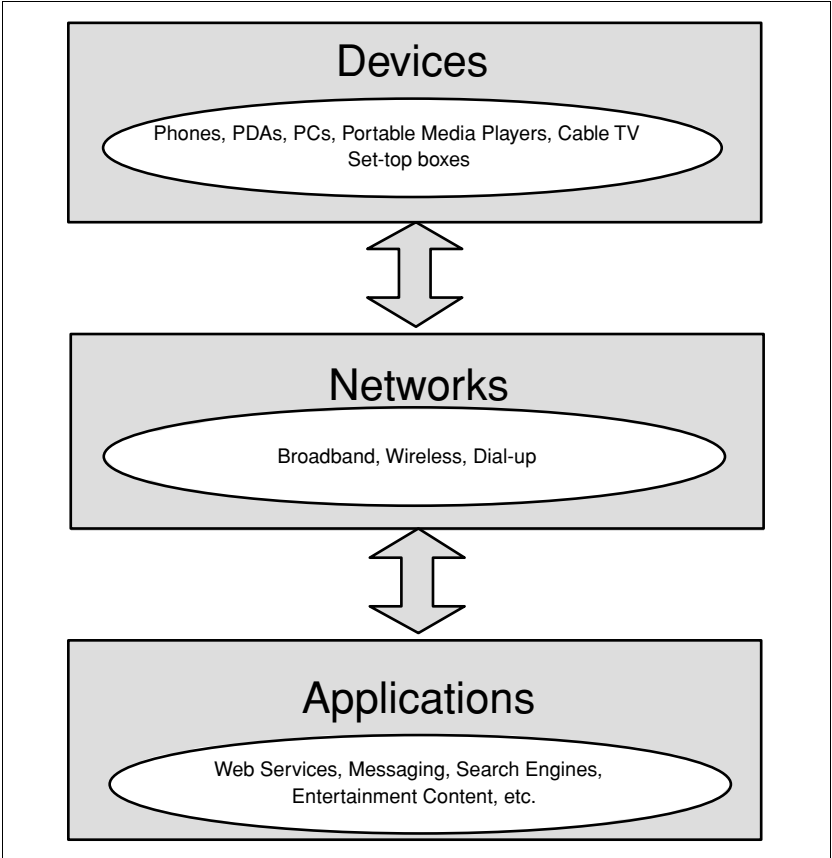 Devices
Phones, PDAs, PCs, Portable Media Players, Cable TV
Set-top boxes
Networks
Broadband, Wireless, Dial-up
Applications
Web Services, Messaging, Search Engines,
Entertainment Content, etc.